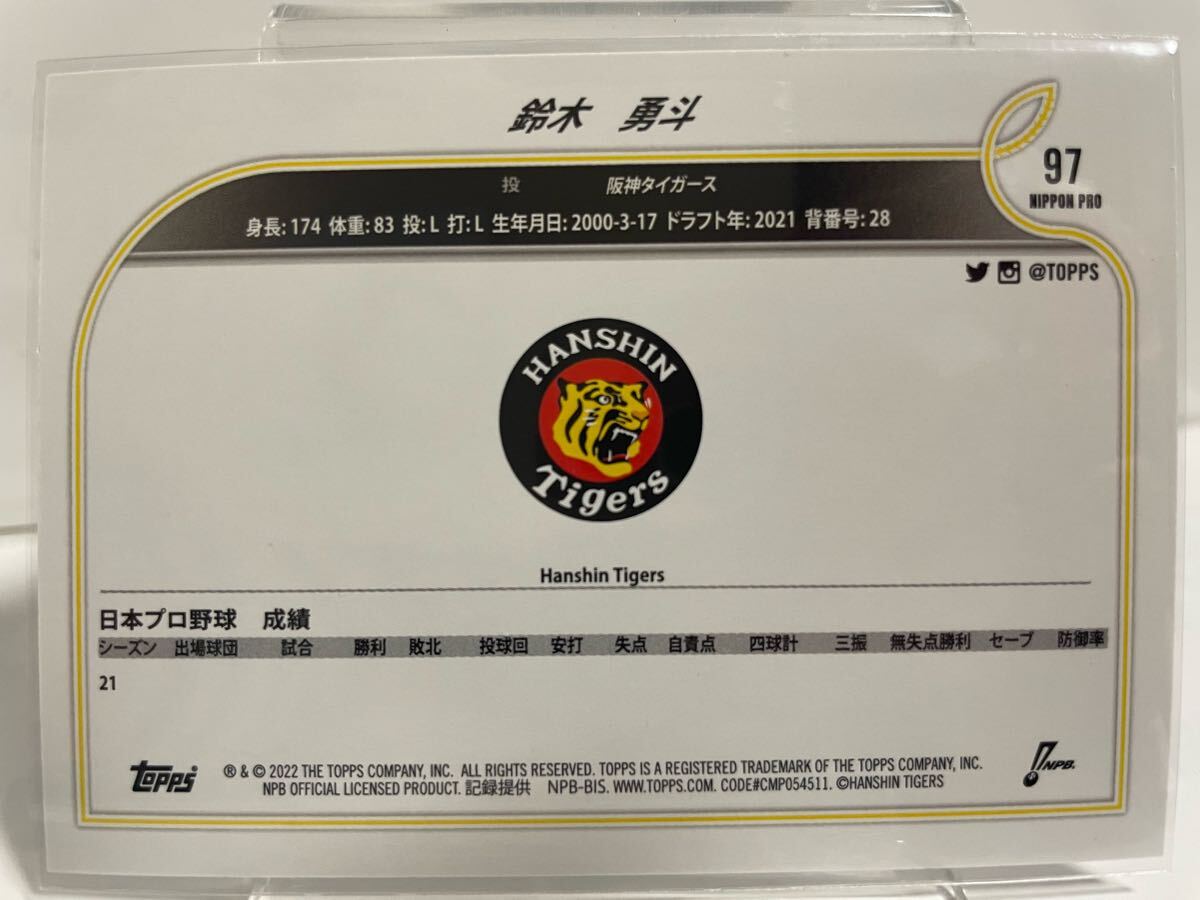 鈴木 勇斗
97
NIPPON PRO
投 阪神タイガース
身長: 174 体重: 83 投: L 打: L 生年月日: 2000-3-17 ドラフト年: 2021 背番号: 28
@TOPPS
HANSHIN
Tigers
Hanshin Tigers
日本プロ野球 成績
シーズン 出場球団 試合 勝利 敗北 投球回 安打 失点 自責点 四球計 三振 無失点勝利 セーブ 防御率
21
topps
® & © 2022 THE TOPPS COMPANY, INC. ALL RIGHTS RESERVED. TOPPS IS A REGISTERED TRADEMARK OF THE TOPPS COMPANY, INC.
NPB OFFICIAL LICENSED PRODUCT. 記録提供 NPB-BIS. WWW.TOPPS.COM. CODE#CMP054511. ©HANSHIN TIGERS
NPB.